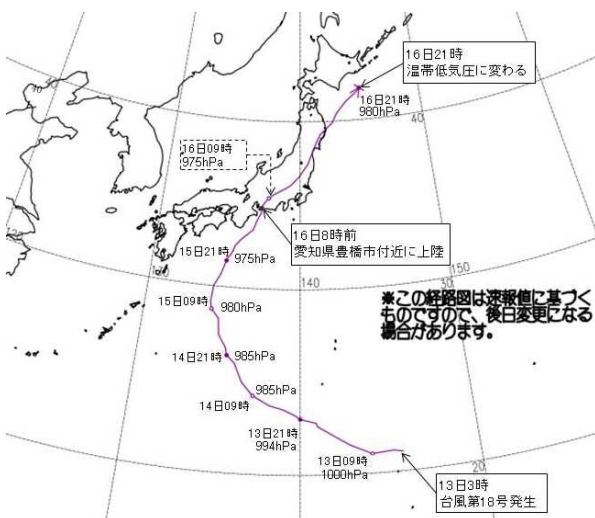 16日21時
温帯低気圧に変わる
16日21時
980hPa
40
16日09時
975hPa
16日8時前
愛知県豊橋市付近に上陸
15日21時
975hPa
140
150
30
15日09時
980hPa
※この経路図は速報値に基づく
ものですので、後日変更になる
場合があります。
14日21時
985hPa
985hPa
14日09時
13日21時
994hPa
13日09時
1000hPa
20
13日3時
台風第18号発生